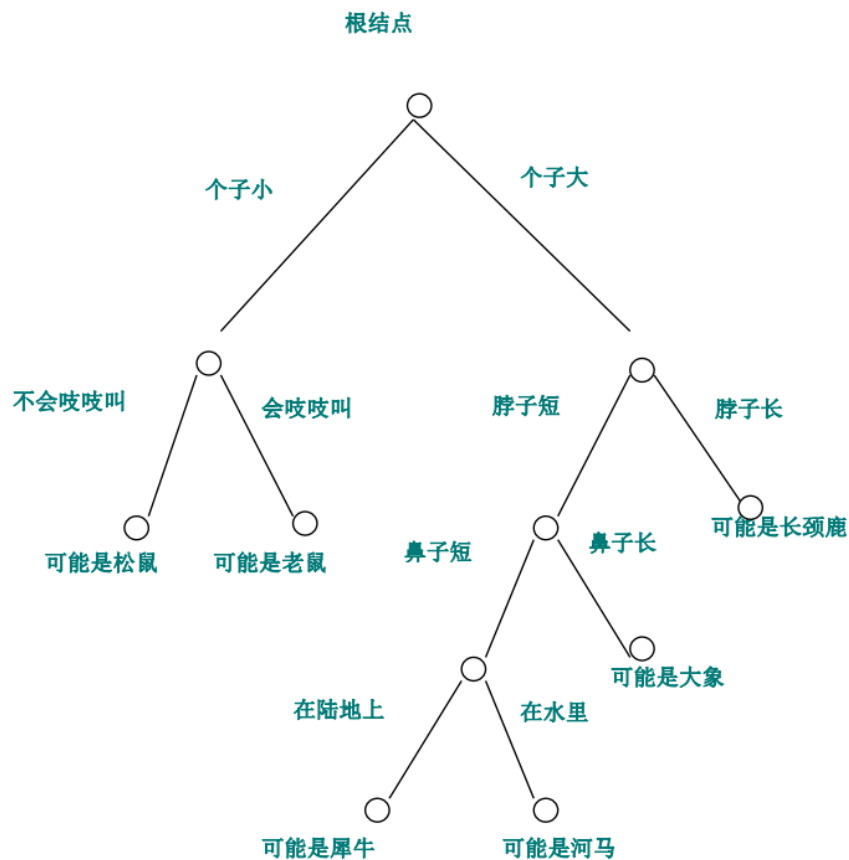 根结点
个子小
个子大
不会吱吱叫
会吱吱叫
脖子短
脖子长
可能是松鼠
可能是老鼠
鼻子短
鼻子长
可能是长颈鹿
可能是大象
在陆地上
在水里
可能是犀牛
可能是河马